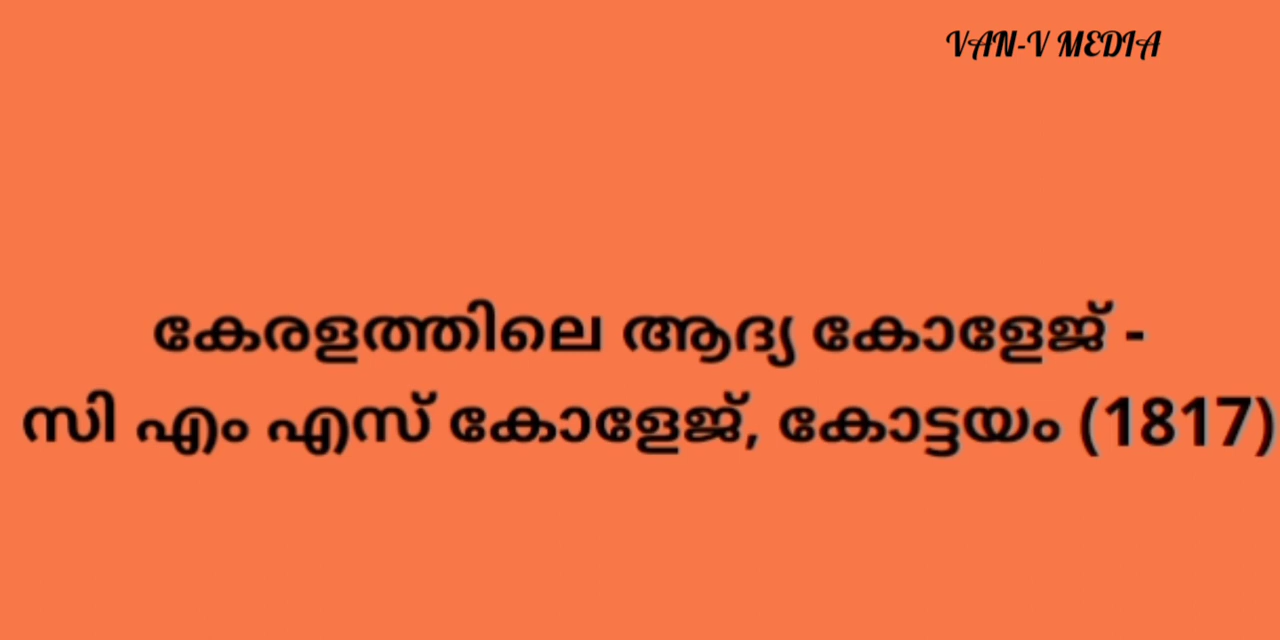 VAN-V MEDIA
കേരളത്തിലെ ആദ്യ കോളേജ് -
സി എം എസ് കോളേജ്, കോട്ടയം (1817)